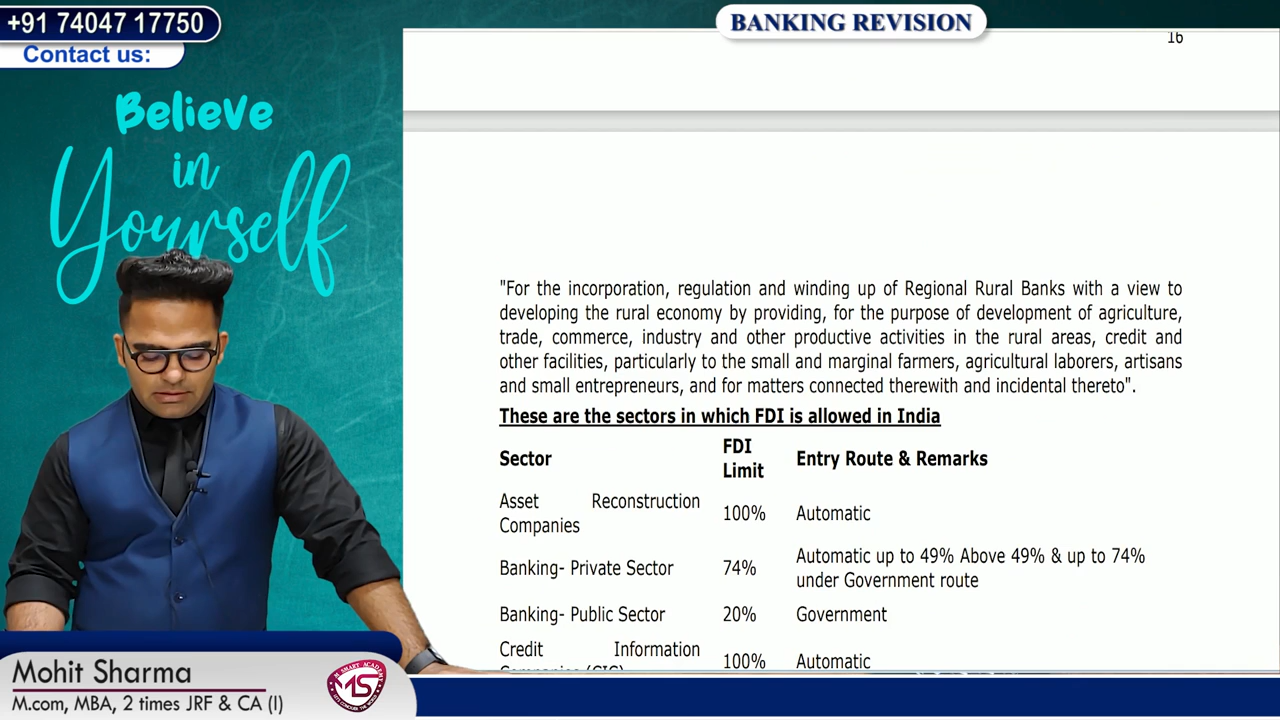 +91 74047 17750
Contact us:
BANKING REVISION
16
Believe
in
Yourself
"For the incorporation, regulation and winding up of Regional Rural Banks with a view to
developing the rural economy by providing, for the purpose of development of agriculture,
trade, commerce, industry and other productive activities in the rural areas, credit and
other facilities, particularly to the small and marginal farmers, agricultural laborers, artisans
and small entrepreneurs, and for matters connected therewith and incidental thereto".
These are the sectors in which FDI is allowed in India
Sector FDI Limit Entry Route & Remarks
Asset Reconstruction
Companies 100% Automatic
Banking- Private Sector 74% Automatic up to 49% Above 49% & up to 74%
under Government route
Banking- Public Sector 20% Government
Credit Information
100% Automatic
Mohit Sharma
M.com, MBA, 2 times JRF & CA (I)
MS